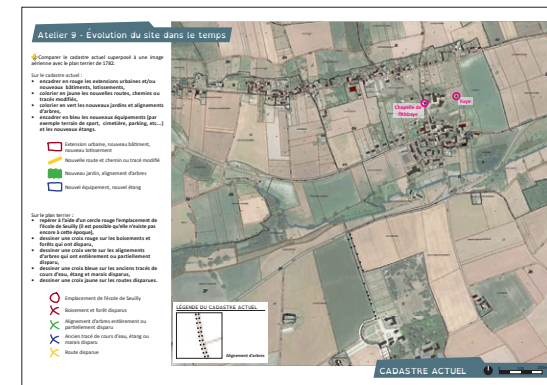 Atelier 9 - Évolution du site dans le temps
Comparer le cadastre actuel superposé à une image
aérienne avec le plan terrier de 1782.
Sur le cadastre actuel :
• encadrer en rouge les extensions urbaines et/ou
nouveaux bâtiments, lotissements,
• colorier en jaune les nouvelles routes, chemins ou
tracés modifiés,
• colorier en vert les nouveaux jardins et alignements
d'arbres,
• encadrer en bleu les nouveaux équipements (par
exemple terrain de sport, cimetière, parking, etc...)
et les nouveaux étangs.
Extension urbaine, nouveau bâtiment,
nouveau lotissement
Nouvelle route et chemin ou tracé modifié
Nouveau jardin, alignement d'arbres
Nouvel équipement, nouvel étang
Sur le plan terrier :
• repérer à l'aide d'un cercle rouge l'emplacement de
l'école de Seuilly (il est possible qu'elle n'existe pas
encore à cette époque),
• dessiner une croix rouge sur les boisements et
forêts qui ont disparu,
• dessiner une croix verte sur les alignements
d'arbres qui ont entièrement ou partiellement
disparu,
• dessiner une croix bleue sur les anciens tracés de
cours d'eau, étang et marais disparus,
• dessiner une croix jaune sur les routes disparues.
Emplacement de l'école de Seuilly
Boisement et forêt disparus
Alignement d'arbres entièrement ou
partiellement disparu
Ancien tracé de cours d'eau, étang ou
marais disparu
Route disparue
Chapelle de
l'Abbaye
Fuye
LÉGENDE DU CADASTRE ACTUEL
Alignement d'arbres
CADASTRE ACTUEL